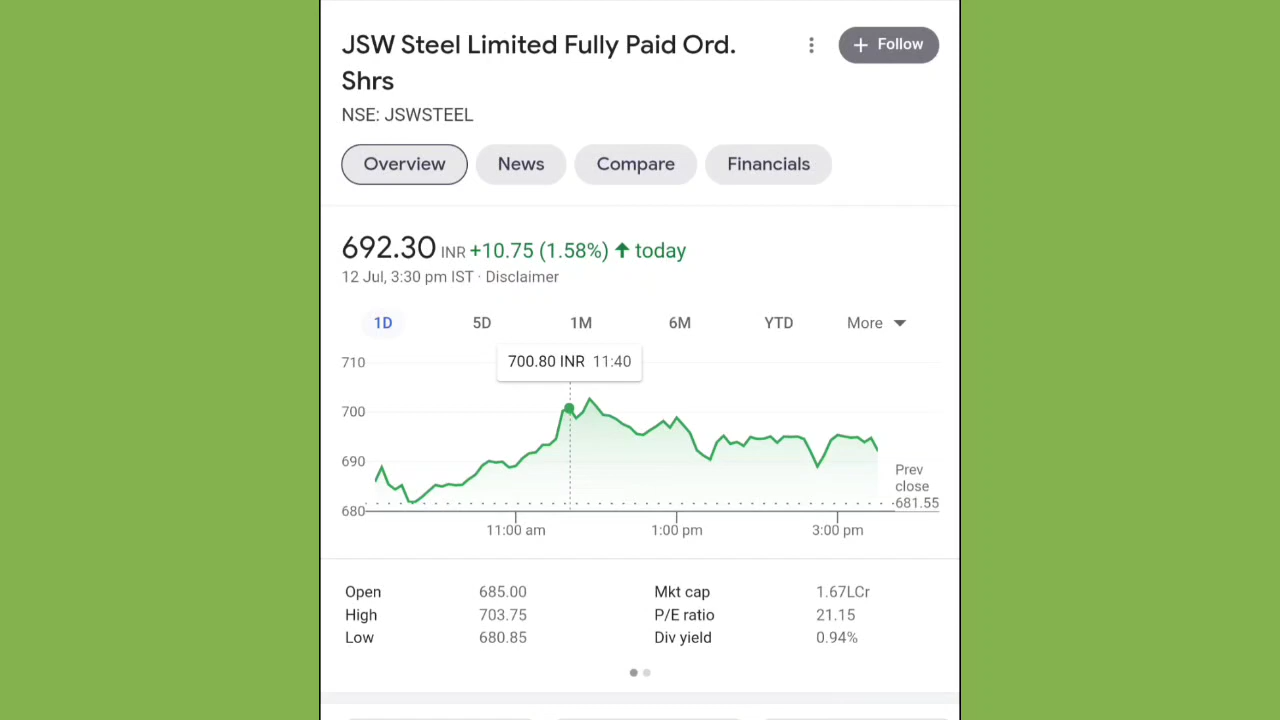 JSW Steel Limited Fully Paid Ord.
Shrs
+ Follow
NSE: JSWSTEEL
Overview News Compare Financials
692.30 INR +10.75 (1.58%) ↑ today
12 Jul, 3:30 pm IST · Disclaimer
1D 5D 1M 6M YTD More
700.80 INR 11:40
710
700
690
680
Prev
close
681.55
11:00 am 1:00 pm 3:00 pm
Open 685.00 Mkt cap 1.67LCr
High 703.75 P/E ratio 21.15
Low 680.85 Div yield 0.94%